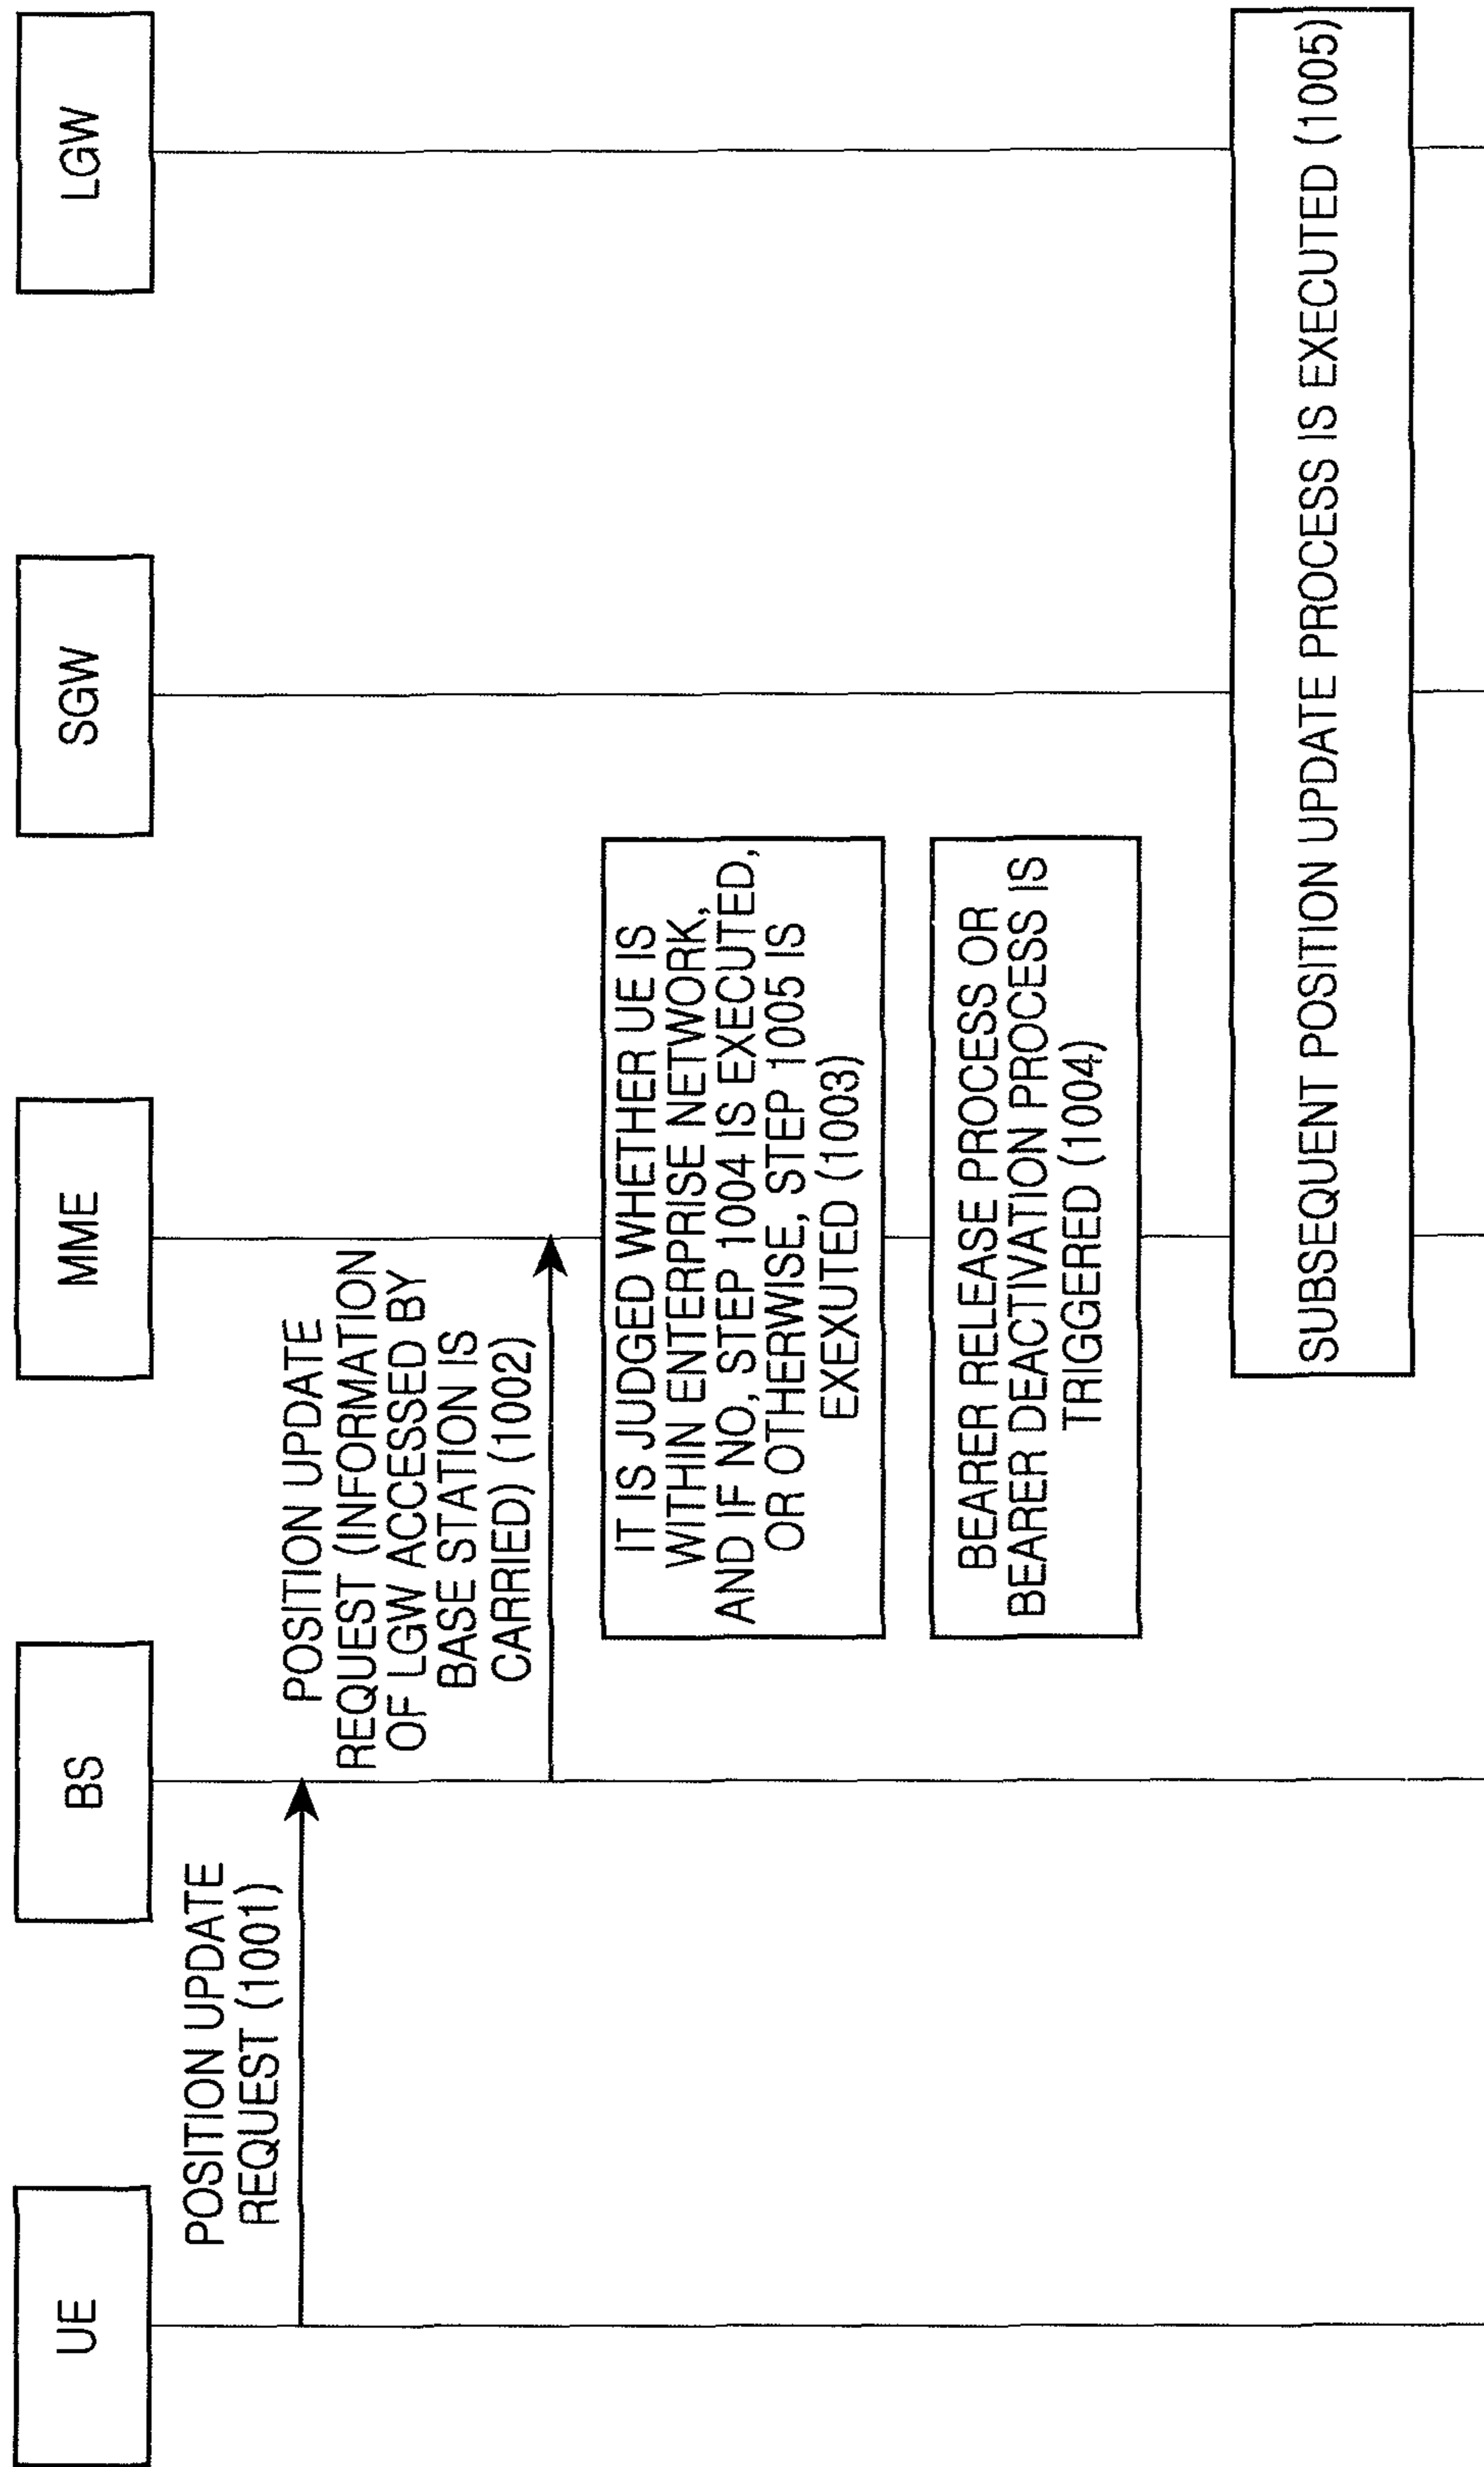 UE
BS
MME
SGW
LGW
POSITION UPDATE
REQUEST (1001)
POSITION UPDATE
REQUEST (INFORMATION
OF LGW ACCESSED BY
BASE STATION IS
CARRIED) (1002)
IT IS JUDGED WHETHER UE IS
WITHIN ENTERPRISE NETWORK,
AND IF NO, STEP 1004 IS EXECUTED,
OR OTHERWISE, STEP 1005 IS
EXEXUTED (1003)
BEARER RELEASE PROCESS OR
BEARER DEACTIVATION PROCESS IS
TRIGGERED (1004)
SUBSEQUENT POSITION UPDATE PROCESS IS EXECUTED (1005)